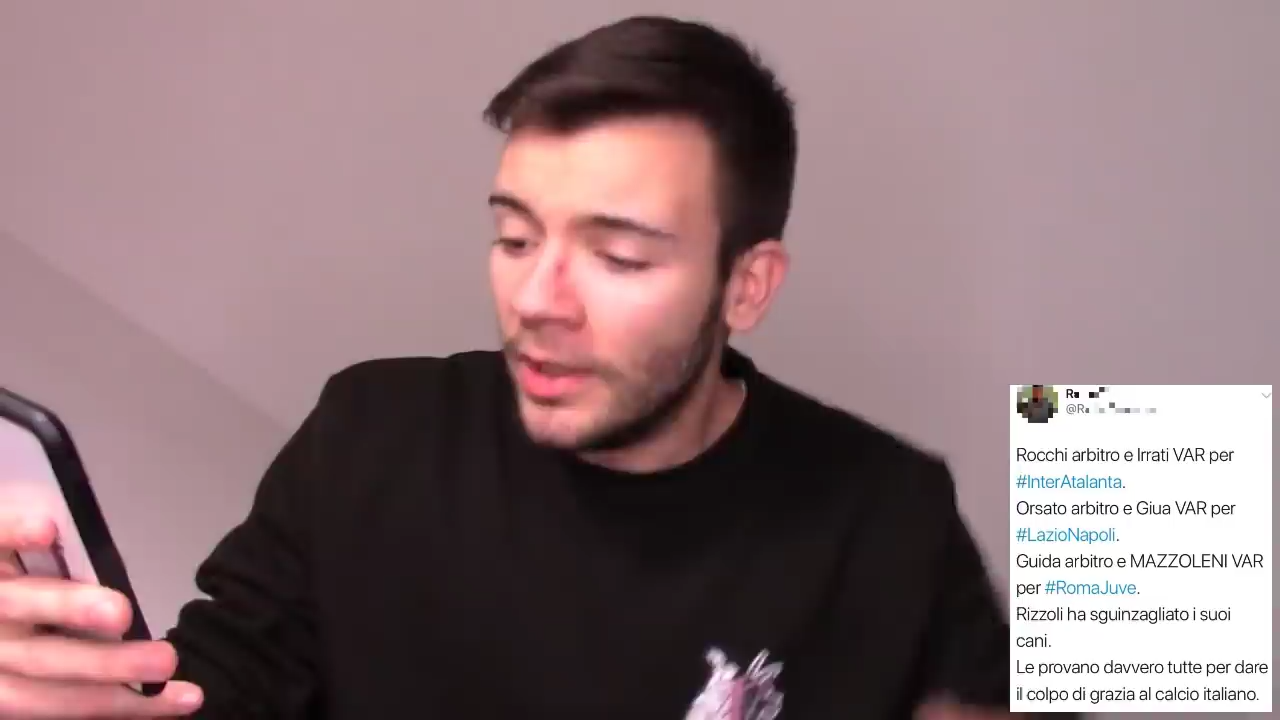 Rocchi arbitro e Irrati VAR per
#InterAtalanta.
Orsato arbitro e Giua VAR per
#LazioNapoli.
Guida arbitro e MAZZOLENI VAR
per #RomaJuve.
Rizzoli ha sguinzagliato i suoi
cani.
Le provano davvero tutte per dare
il colpo di grazia al calcio italiano.